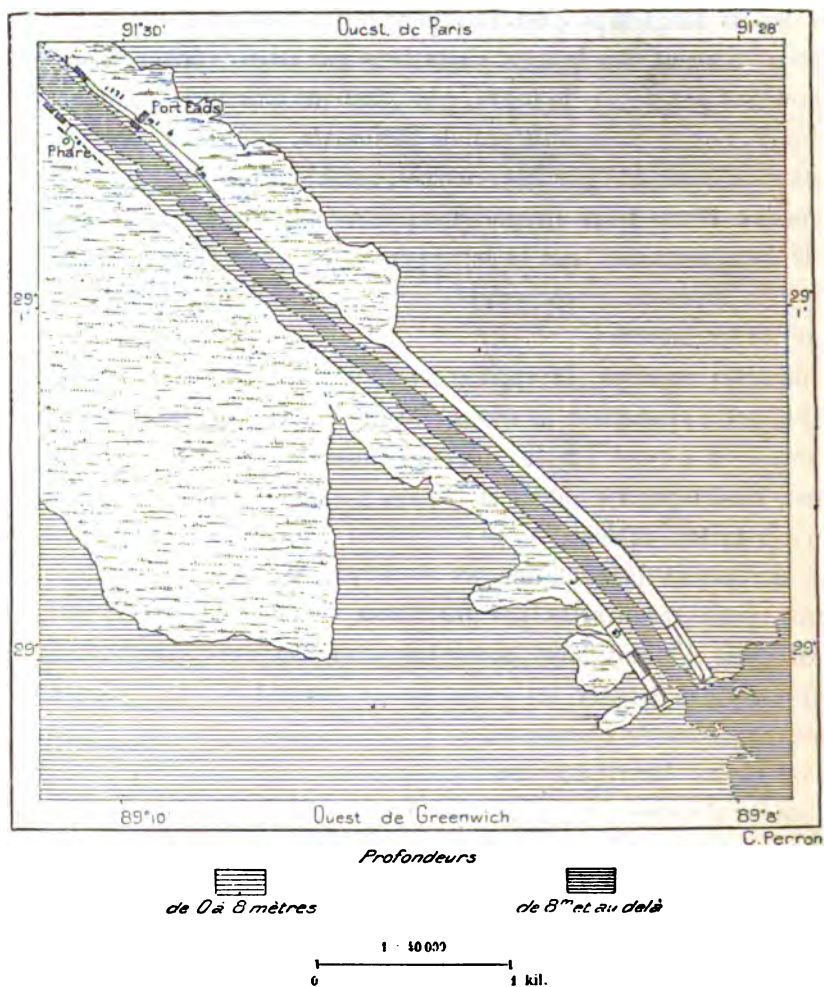 91°30'
Ouest de Paris
91°28'
Port Eads
Phare
29°
1'
29°
1'
29°
29°
89°10'
Ouest de Greenwich
89°8'
C. Perron
Profondeurs
de 0 à 8 mètres
de 8m et au delà
1 : 40 000
0
1 kil.